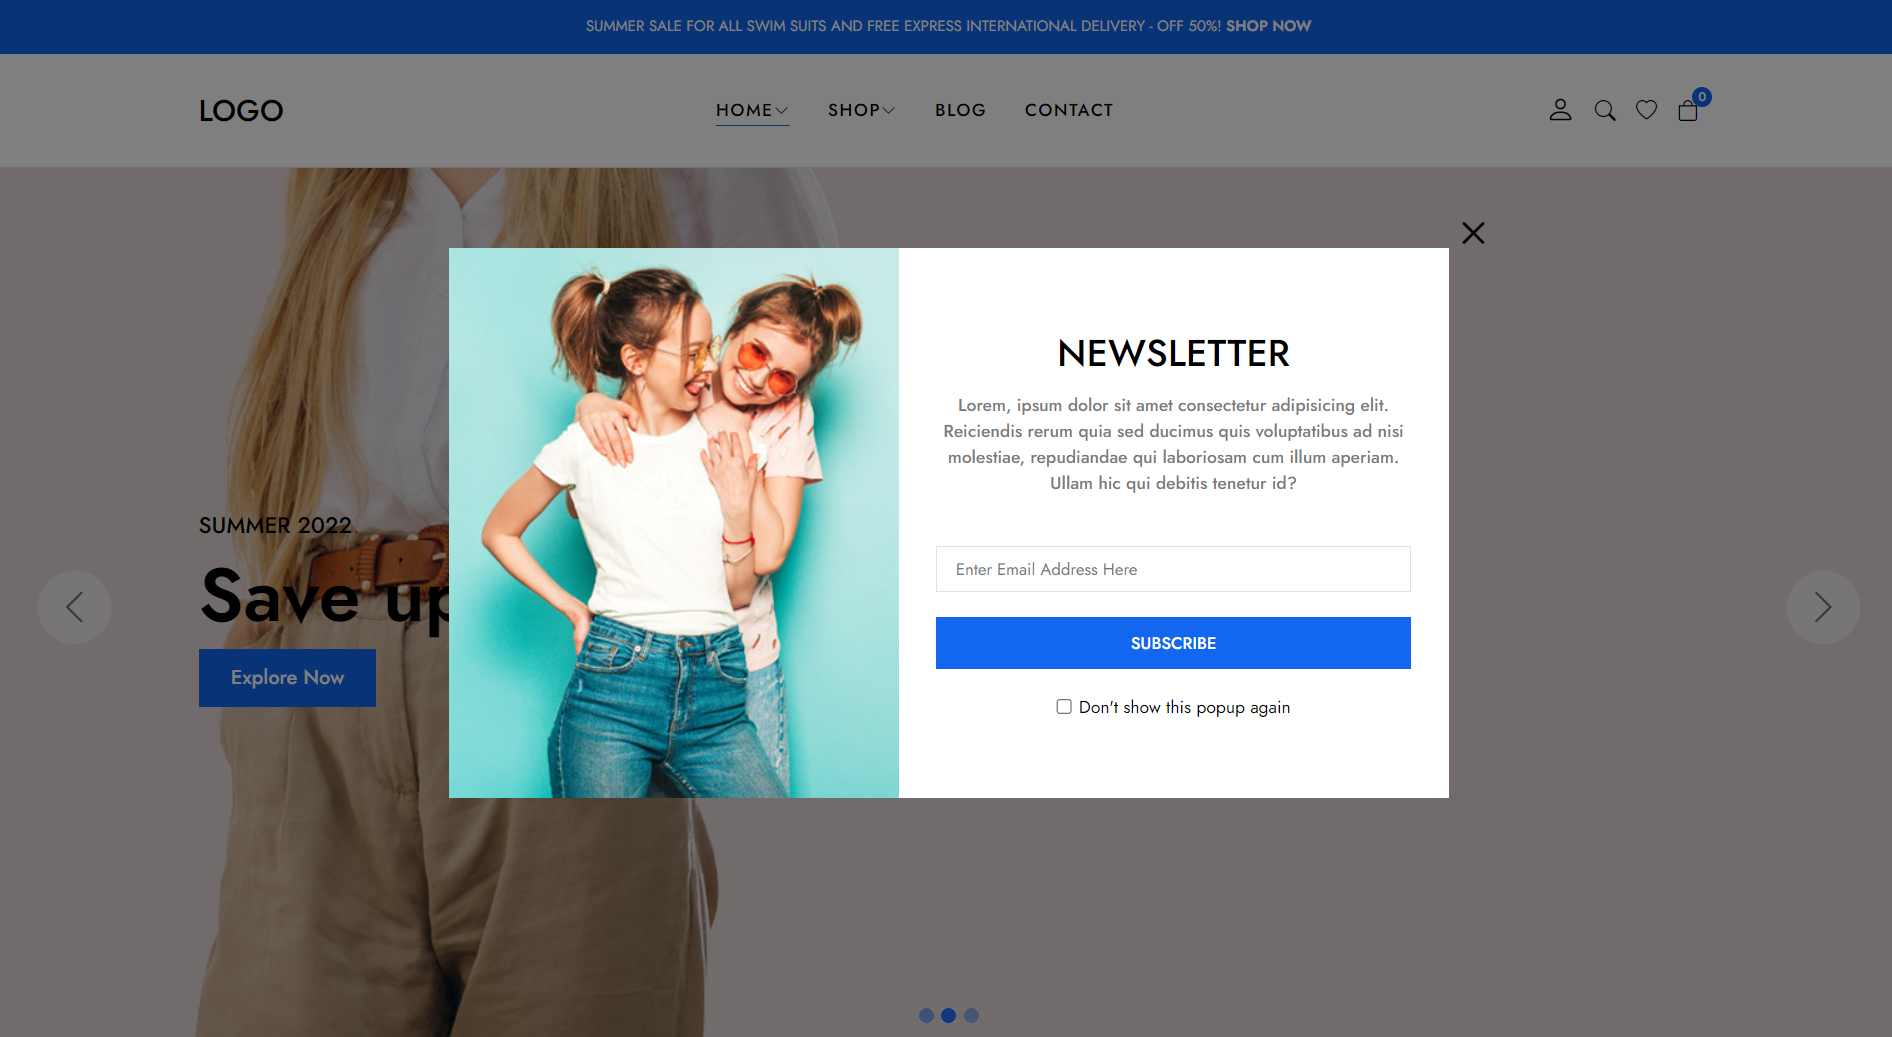 SUMMER SALE FOR ALL SWIM SUITS AND FREE EXPRESS INTERNATIONAL DELIVERY - OFF 50%! SHOP NOW
LOGO
HOME
SHOP
BLOG
CONTACT
0
NEWSLETTER
Lorem, ipsum dolor sit amet consectetur adipisicing elit.
Reiciendis rerum quia sed ducimus quis voluptatibus ad nisi
molestiae, repudiandae qui laboriosam cum illum aperiam.
Ullam hic qui debitis tenetur id?
Enter Email Address Here
SUBSCRIBE
Don't show this popup again
SUMMER 2022
Save up
Explore Now